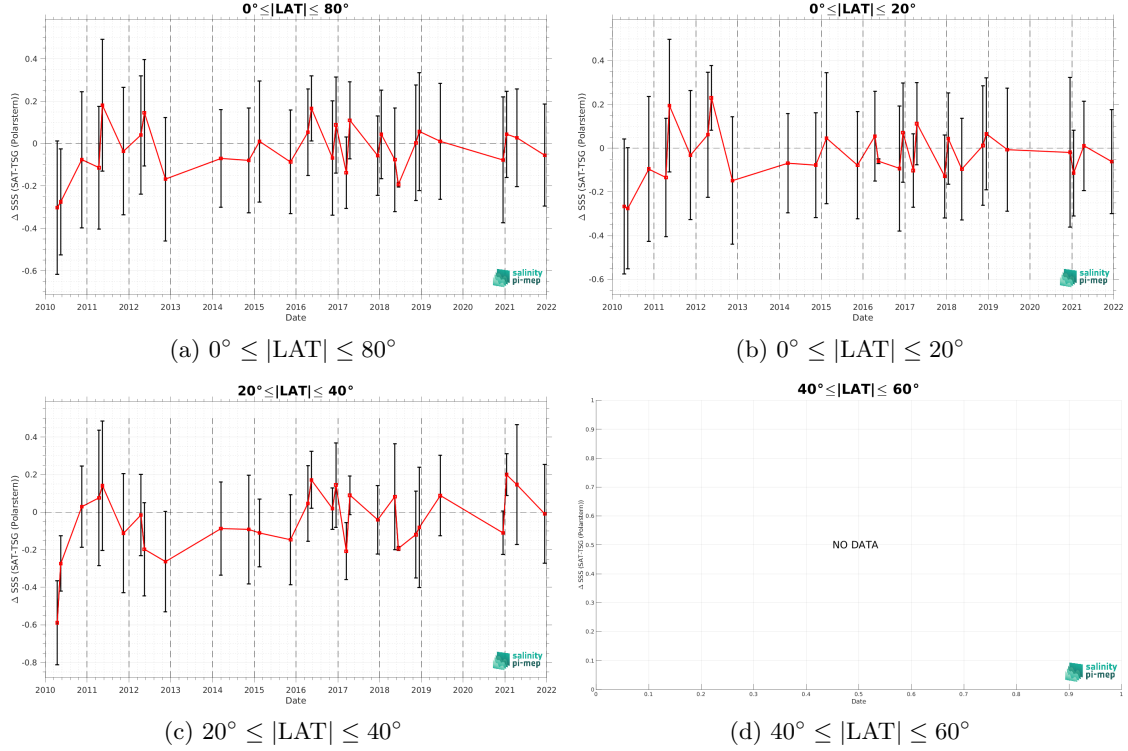 0°≤|LAT|≤ 80°
Δ SSS (SAT-TSG (Polarstern))
0.4
0.2
0
-0.2
-0.4
-0.6
2010 2011 2012 2013 2014 2015 2016 2017 2018 2019 2020 2021 2022
Date
salinity
pi-mep
(a) 0° ≤ |LAT| ≤ 80°
0°≤|LAT|≤ 20°
Δ SSS (SAT-TSG (Polarstern))
0.4
0.2
0
-0.2
-0.4
-0.6
2010 2011 2012 2013 2014 2015 2016 2017 2018 2019 2020 2021 2022
Date
salinity
pi-mep
(b) 0° ≤ |LAT| ≤ 20°
20°≤|LAT|≤ 40°
Δ SSS (SAT-TSG (Polarstern))
0.4
0.2
0
-0.2
-0.4
-0.6
-0.8
2010 2011 2012 2013 2014 2015 2016 2017 2018 2019 2020 2021 2022
Date
salinity
pi-mep
(c) 20° ≤ |LAT| ≤ 40°
40°≤|LAT|≤ 60°
Δ SSS (SAT-TSG (Polarstern))
1
0.9
0.8
0.7
0.6
0.5
0.4
0.3
0.2
0.1
0
NO DATA
0 0.1 0.2 0.3 0.4 0.5 0.6 0.7 0.8 0.9 1
Date
salinity
pi-mep
(d) 40° ≤ |LAT| ≤ 60°